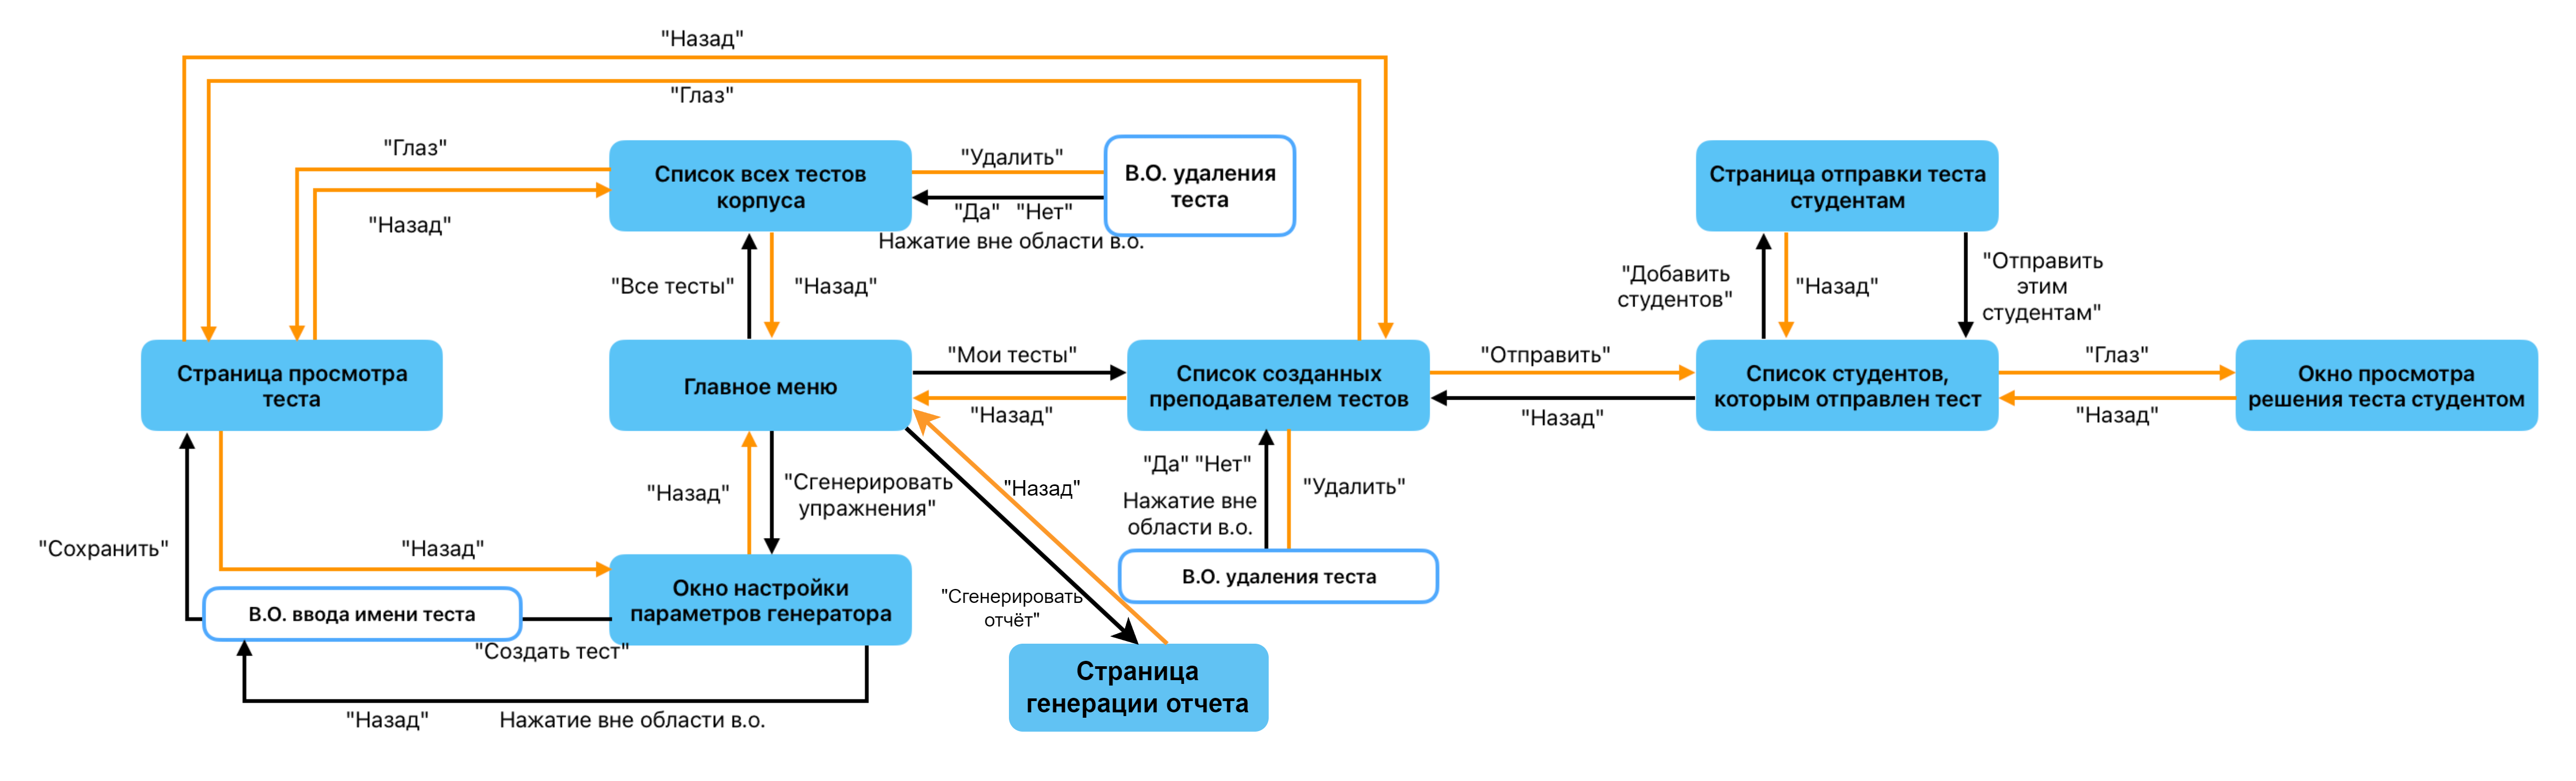 "Назад"
"Глаз"
"Глаз"
"Назад"
Список всех тестов
корпуса
"Удалить"
"Да" "Нет"
Нажатие вне области в.о.
В.О. удаления
теста
Страница отправки теста
студентам
"Все тесты"
"Назад"
"Добавить
студентов"
"Назад"
"Отправить
этим
студентам"
Страница просмотра
теста
Главное меню
"Мои тесты"
"Назад"
Список созданных
преподавателем тестов
"Отправить"
"Назад"
Список студентов,
которым отправлен тест
"Глаз"
"Назад"
Окно просмотра
решения теста студентом
"Сохранить"
"Назад"
"Назад"
"Сгенерировать
упражнения"
"Назад"
"Да" "Нет"
Нажатие вне
области в.о.
"Удалить"
В.О. ввода имени теста
"Создать тест"
Окно настройки
параметров генератора
"Сгенерировать
отчёт"
В.О. удаления теста
"Назад"
Нажатие вне области в.о.
Страница
генерации отчета